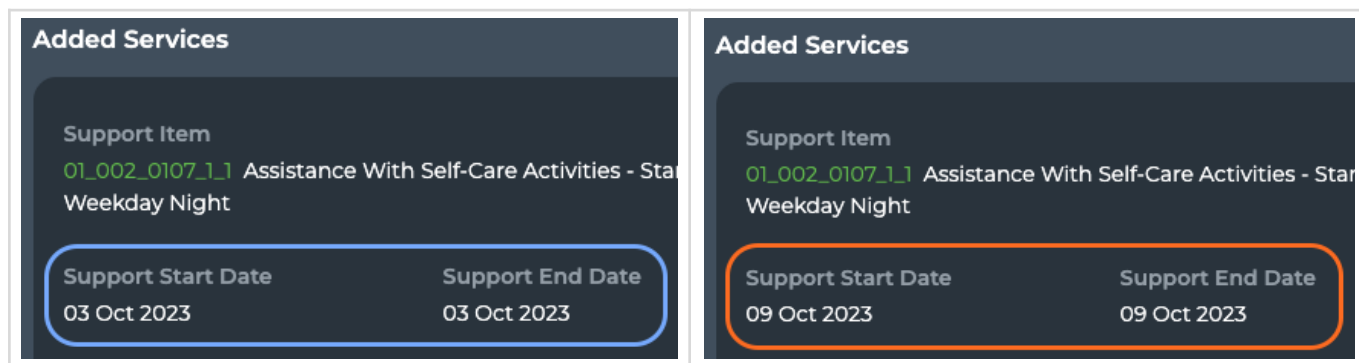 Added Services
Support Item
01_002_0107_1_1 Assistance With Self-Care Activities -
Weekday Night
Support Start Date Support End Date
03 Oct 2023 03 Oct 2023
Added Services
Support Item
01_002_0107_1_1 Assistance With Self-Care Activities -
Weekday Night
Support Start Date Support End Date
09 Oct 2023 09 Oct 2023